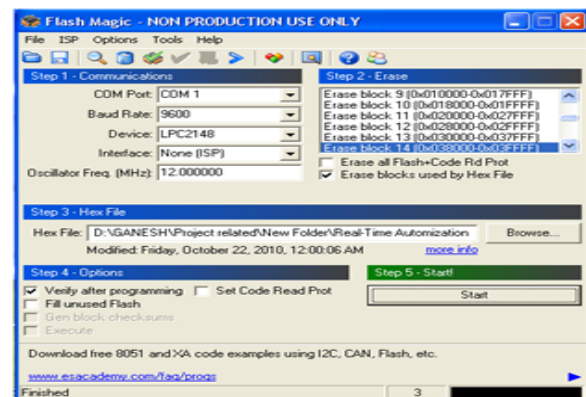 Flash Magic - NON PRODUCTION USE ONLY
File ISP Options Tools Help
Step 1 - Communications
COM Port: COM 1
Baud Rate: 9600
Device: LPC2148
Interface: None (ISP)
Oscillator Freq. (MHz): 12.000000
Step 2 - Erase
Erase block 9 (0x010000-0x017FFF)
Erase block 10 (0x018000-0x01FFFF)
Erase block 11 (0x020000-0x027FFF)
Erase block 12 (0x028000-0x02FFFF)
Erase block 13 (0x030000-0x037FFF)
Erase block 14 (0x038000-0x03FFFF)
Erase all Flash+Code Rd Prot
Erase blocks used by Hex File
Step 3 - Hex File
Hex File: D:\GANESH\Project related\New Folder\Real-Time Automization Browse...
Modified: Friday, October 22, 2010, 12:00:06 AM more info
Step 4 - Options
Verify after programming Set Code Read Prot
Fill unused Flash
Gen block checksums
Execute
Step 5 - Start!
Start
Download free 8051 and XA code examples using I2C, CAN, Flash, etc.
www.esacademy.com/faq/progs
Finished 3